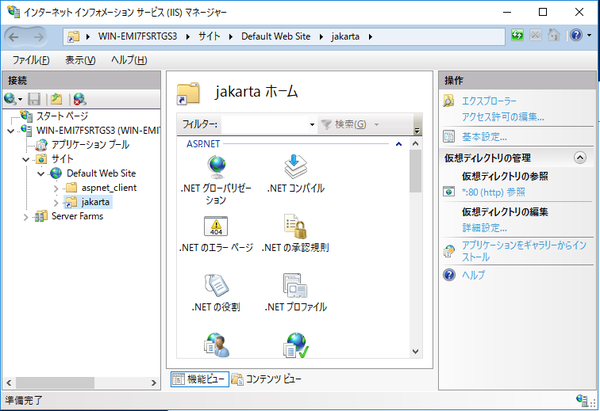 インターネット インフォメーション サービス (IIS) マネージャー
WIN-EMI7FSRTGS3 サイト Default Web Site jakarta
ファイル(F) 表示(V) ヘルプ(H)
接続
スタート ページ
WIN-EMI7FSRTGS3 (WIN-EMI7
アプリケーション プール
サイト
Default Web Site
aspnet_client
jakarta
Server Farms
jakarta ホーム
フィルター: 検索(G)
ASP.NET
.NET グローバリゼーション
.NET コンパイル
.NET のエラー ページ
404
.NET の承認規則
.NET の役割
.NET プロファイル
機能ビュー コンテンツ ビュー
操作
エクスプローラー
アクセス許可の編集...
基本設定...
仮想ディレクトリの管理
仮想ディレクトリの参照
*:80 (http) 参照
仮想ディレクトリの編集
詳細設定...
アプリケーションをギャラリーからイン
ストール
ヘルプ
準備完了